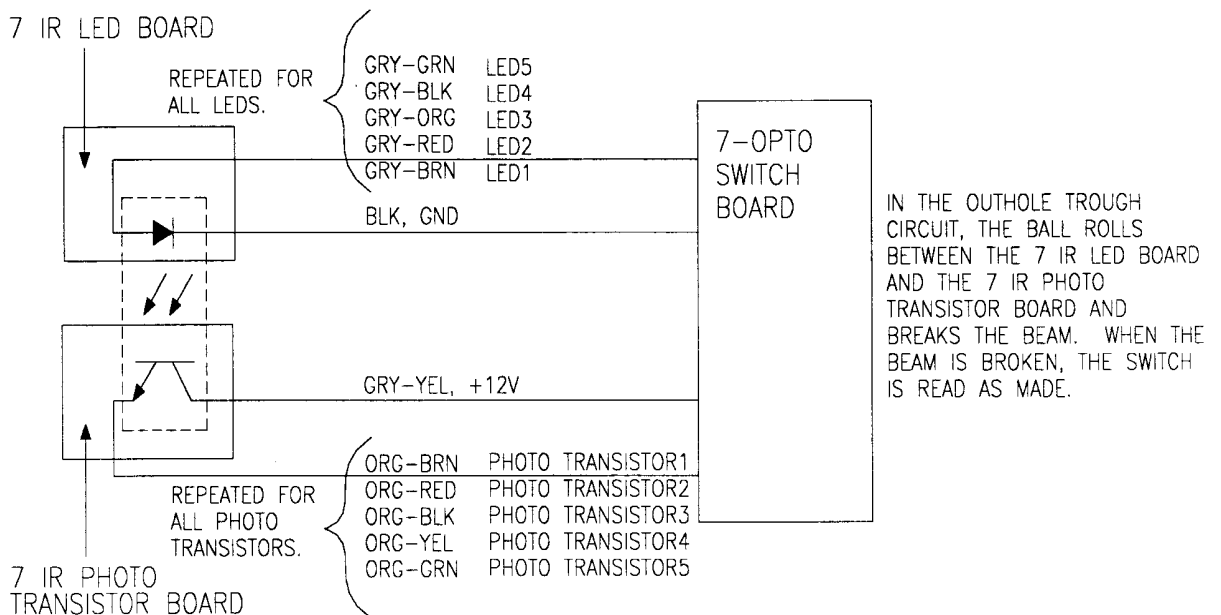 7 IR LED BOARD
REPEATED FOR
ALL LEDS.
GRY-GRN LED5
GRY-BLK LED4
GRY-ORG LED3
GRY-RED LED2
GRY-BRN LED1
BLK, GND
7-OPTO
SWITCH
BOARD
IN THE OUTHOLE TROUGH
CIRCUIT, THE BALL ROLLS
BETWEEN THE 7 IR LED BOARD
AND THE 7 IR PHOTO
TRANSISTOR BOARD AND
BREAKS THE BEAM. WHEN THE
BEAM IS BROKEN, THE SWITCH
IS READ AS MADE.
GRY-YEL, +12V
ORG-BRN PHOTO TRANSISTOR1
ORG-RED PHOTO TRANSISTOR2
ORG-BLK PHOTO TRANSISTOR3
ORG-YEL PHOTO TRANSISTOR4
ORG-GRN PHOTO TRANSISTOR5
REPEATED FOR
ALL PHOTO
TRANSISTORS.
7 IR PHOTO
TRANSISTOR BOARD